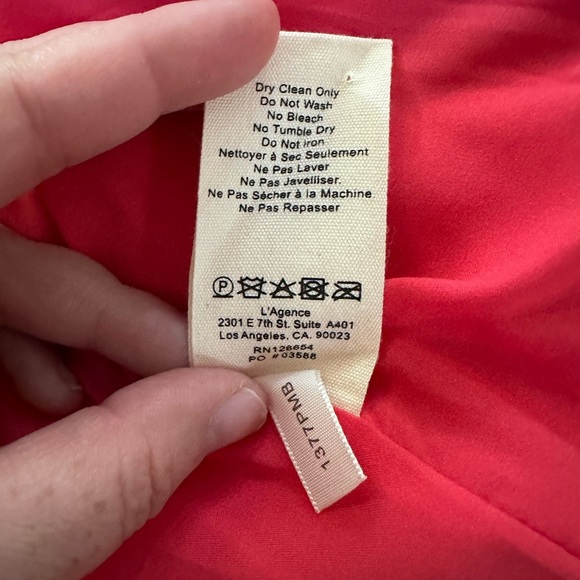 Dry Clean Only
Do Not Wash
No Bleach
No Tumble Dry
Do Not Iron
Nettoyer à Sec Seulement
Ne Pas Laver
Ne Pas Javelliser.
Ne Pas Sécher à la Machine
Ne Pas Repasser
P
L'Agence
2301 E 7th St. Suite A401
Los Angeles, CA. 90023
RN126654
PO # 03588
1377PMB